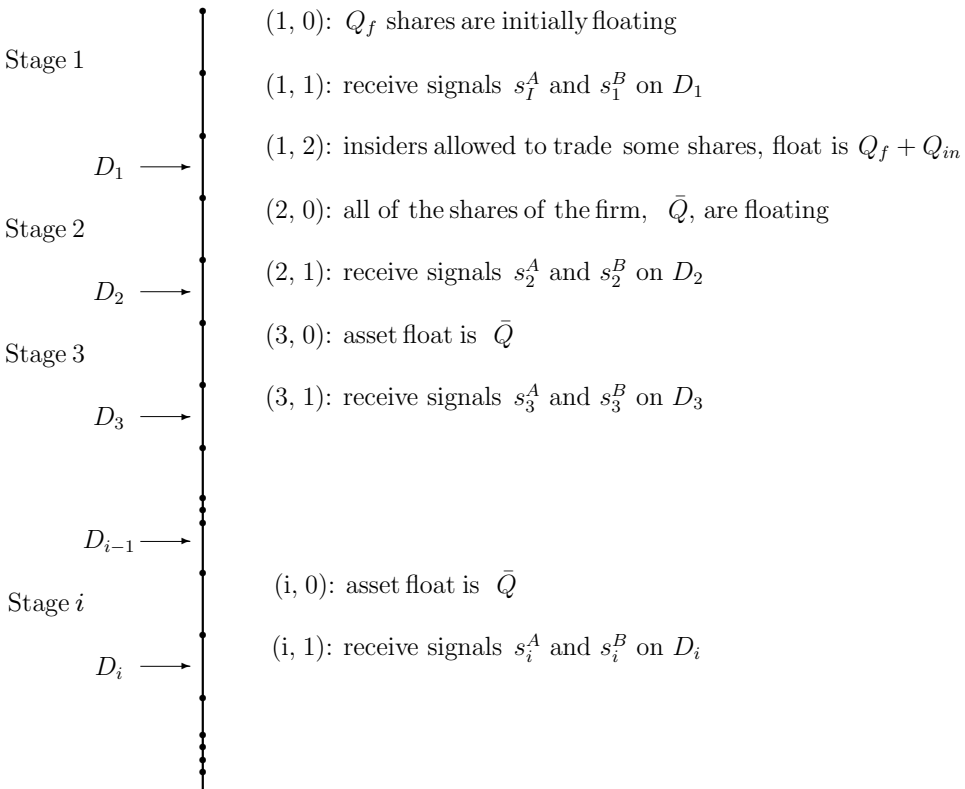 (1, 0): Q_f shares are initially floating
Stage 1
(1, 1): receive signals s_I^A and s_1^B on D_1
(1, 2): insiders allowed to trade some shares, float is Q_f + Q_{in}
D_1
(2, 0): all of the shares of the firm, Q̄, are floating
Stage 2
(2, 1): receive signals s_2^A and s_2^B on D_2
D_2
(3, 0): asset float is Q̄
Stage 3
(3, 1): receive signals s_3^A and s_3^B on D_3
D_3
D_{i−1}
(i, 0): asset float is Q̄
Stage i
(i, 1): receive signals s_i^A and s_i^B on D_i
D_i